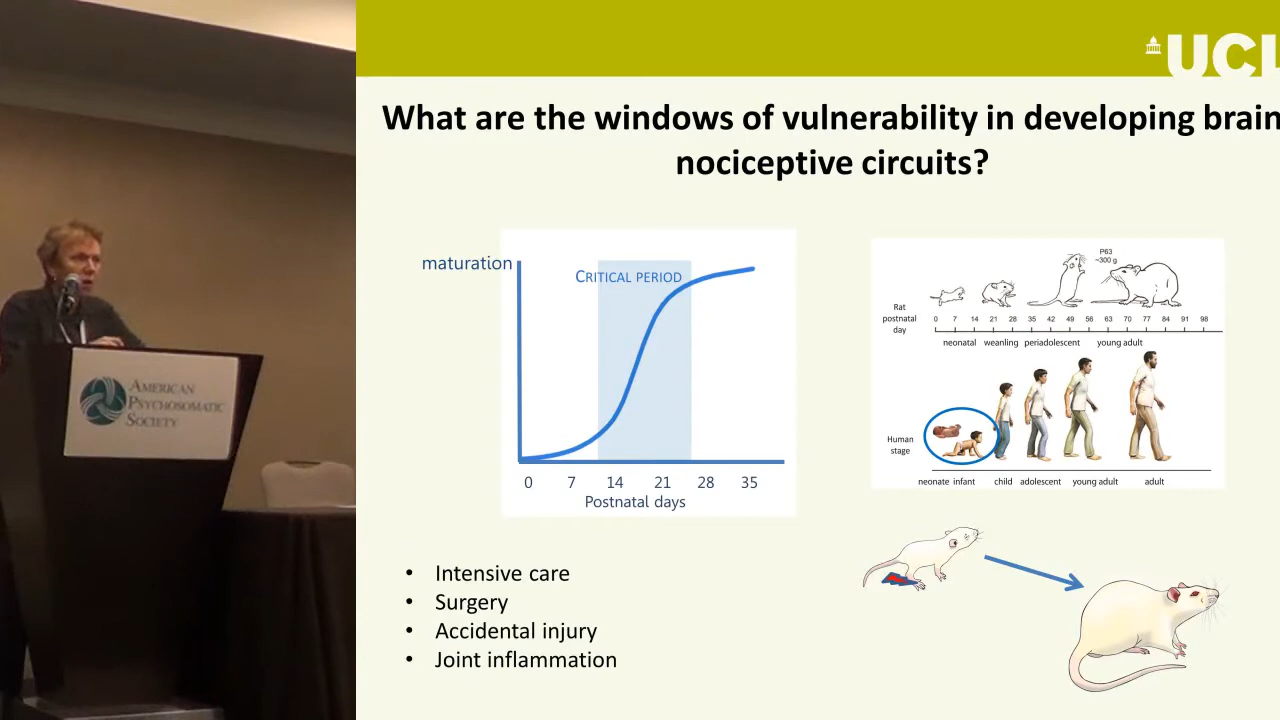 UCL
What are the windows of vulnerability in developing brain
nociceptive circuits?
maturation
CRITICAL PERIOD
0 7 14 21 28 35
Postnatal days
P63
~300 g
Rat
postnatal
day
0 7 14 21 28 35 42 49 56 63 70 77 84 91 98
neonatal weanling periadolescent young adult
Human
stage
neonate infant child adolescent young adult adult
• Intensive care
• Surgery
• Accidental injury
• Joint inflammation
AMERICAN
PSYCHOSOMATIC
SOCIETY